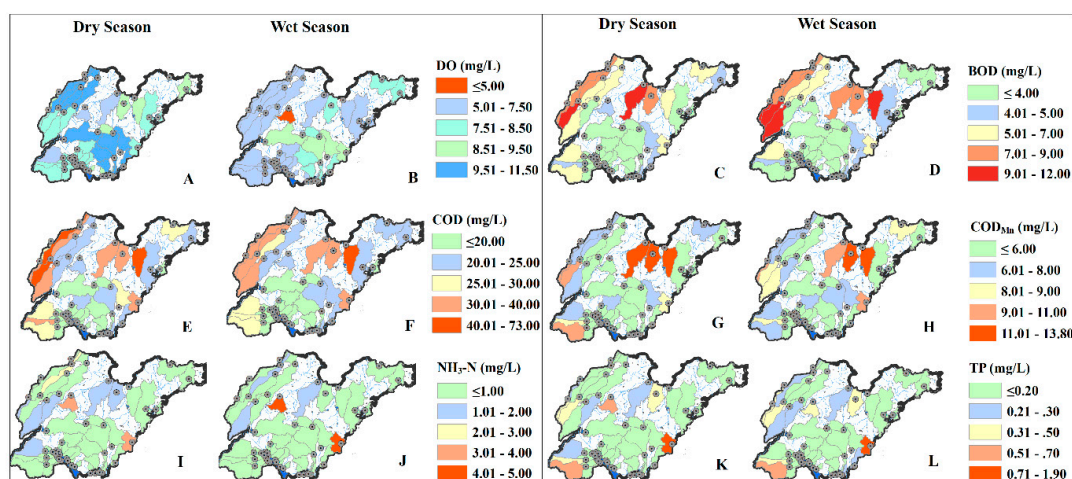 Dry Season
Wet Season
DO (mg/L)
≤5.00
5.01 - 7.50
7.51 - 8.50
8.51 - 9.50
9.51 - 11.50
A
B
COD (mg/L)
≤20.00
20.01 - 25.00
25.01 - 30.00
30.01 - 40.00
40.01 - 73.00
E
F
NH₃-N (mg/L)
≤1.00
1.01 - 2.00
2.01 - 3.00
3.01 - 4.00
4.01 - 5.00
I
J
Dry Season
Wet Season
BOD (mg/L)
≤ 4.00
4.01 - 5.00
5.01 - 7.00
7.01 - 9.00
9.01 - 12.00
C
D
CODMn (mg/L)
≤ 6.00
6.01 - 8.00
8.01 - 9.00
9.01 - 11.00
11.01 - 13.80
G
H
TP (mg/L)
≤0.20
0.21 - .30
0.31 - .50
0.51 - .70
0.71 - 1.90
K
L